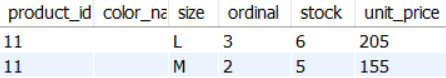 product_id color_na size ordinal stock unit_price
11 L 3 6 205
11 M 2 5 155